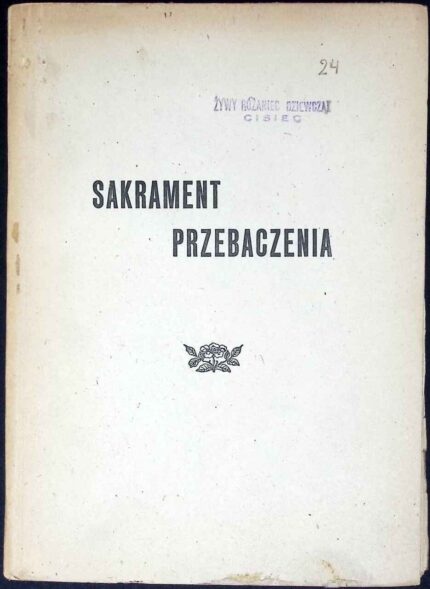 24
ŻYWY RÓŻANIEC DZIEWCZĄT
CISIEC
SAKRAMENT
PRZEBACZENIA